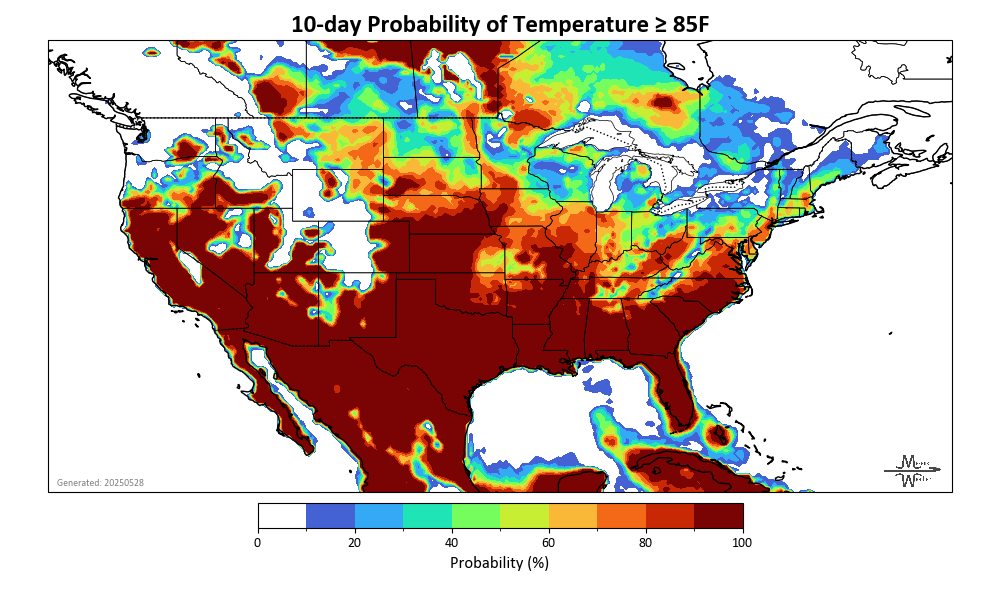 10-day Probability of Temperature ≥ 85F
Generated: 20250528
0 20 40 60 80 100
Probability (%)